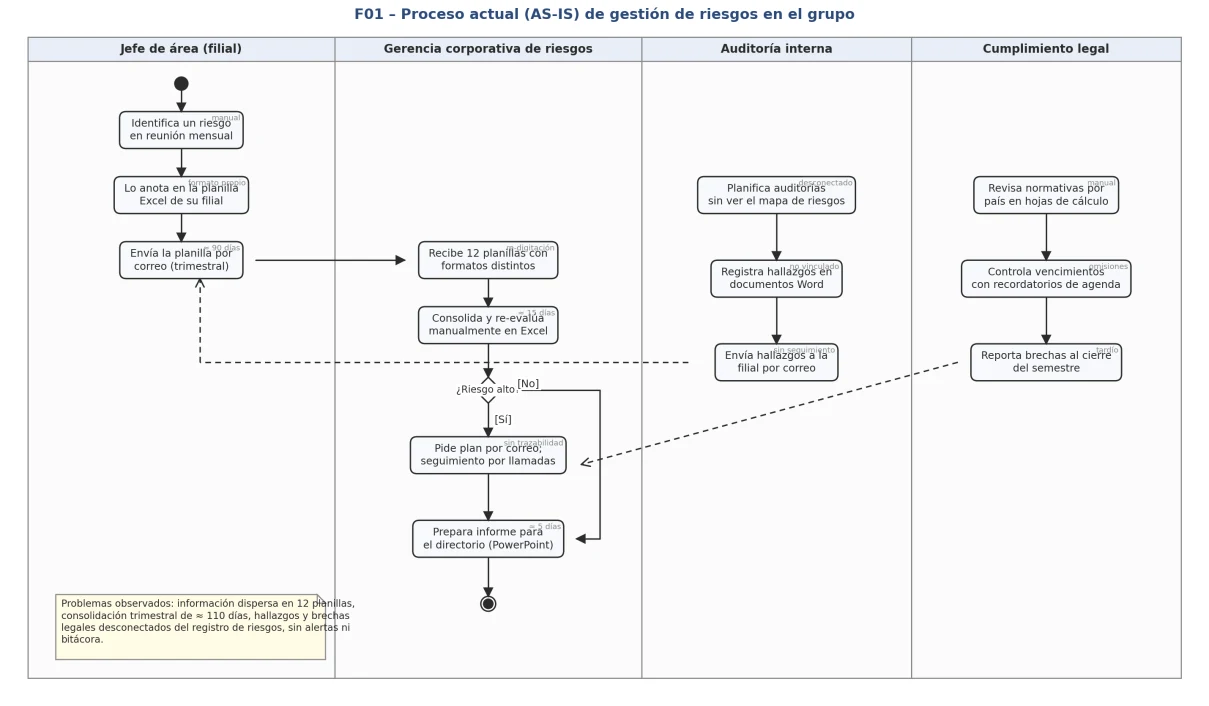 F01 – Proceso actual (AS-IS) de gestión de riesgos en el grupo
Jefe de área (filial)
Gerencia corporativa de riesgos
Auditoría interna
Cumplimiento legal
manual
Identifica un riesgo
en reunión mensual
formato propio
Lo anota en la planilla
Excel de su filial
≈ 90 días
Envía la planilla por
correo (trimestral)
re-digitación
Recibe 12 planillas con
formatos distintos
≈ 15 días
Consolida y re-evalúa
manualmente en Excel
¿Riesgo alto?
[No]
[Sí]
sin trazabilidad
Pide plan por correo;
seguimiento por llamadas
≈ 5 días
Prepara informe para
el directorio (PowerPoint)
desconectado
Planifica auditorías
sin ver el mapa de riesgos
no vinculado
Registra hallazgos en
documentos Word
sin seguimiento
Envía hallazgos a la
filial por correo
manual
Revisa normativas por
país en hojas de cálculo
omisiones
Controla vencimientos
con recordatorios de agenda
tardío
Reporta brechas al cierre
del semestre
Problemas observados: información dispersa en 12 planillas,
consolidación trimestral de ≈ 110 días, hallazgos y brechas
legales desconectados del registro de riesgos, sin alertas ni
bitácora.